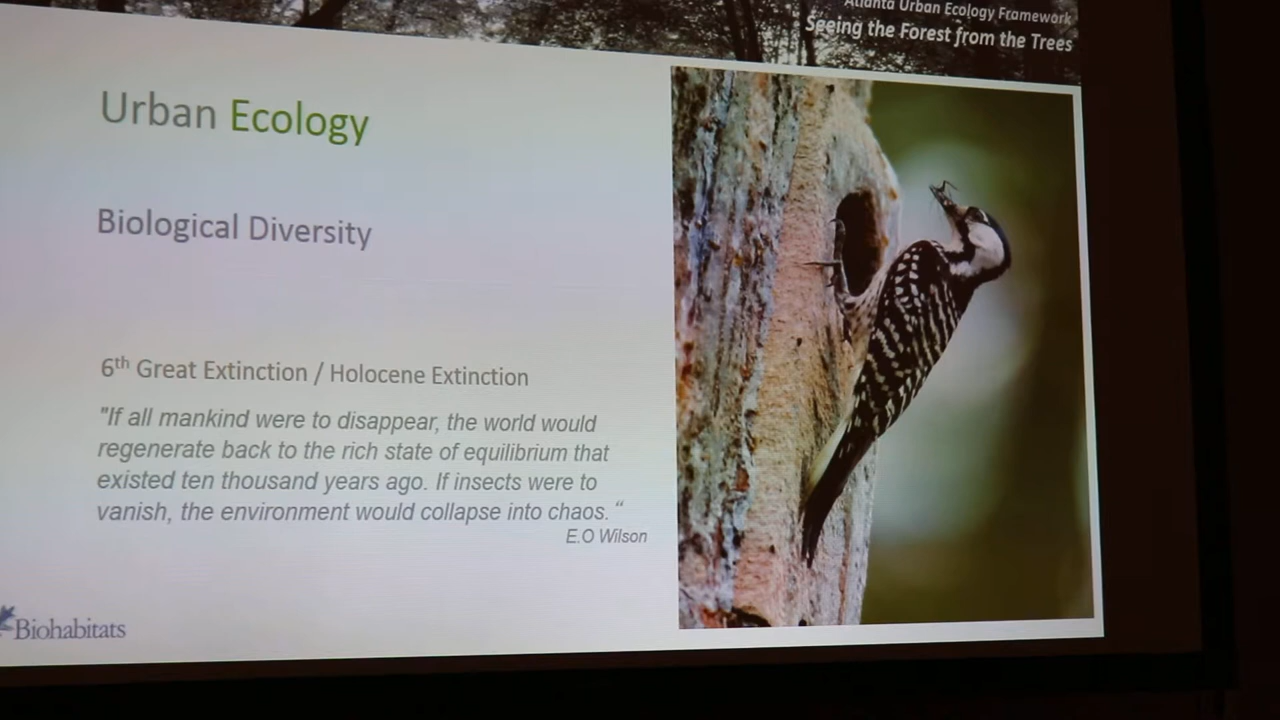 Atlanta Urban Ecology Framework
Seeing the Forest from the Trees
Urban Ecology
Biological Diversity
6th Great Extinction / Holocene Extinction
"If all mankind were to disappear, the world would
regenerate back to the rich state of equilibrium that
existed ten thousand years ago. If insects were to
vanish, the environment would collapse into chaos. “
E.O Wilson
Biohabitats